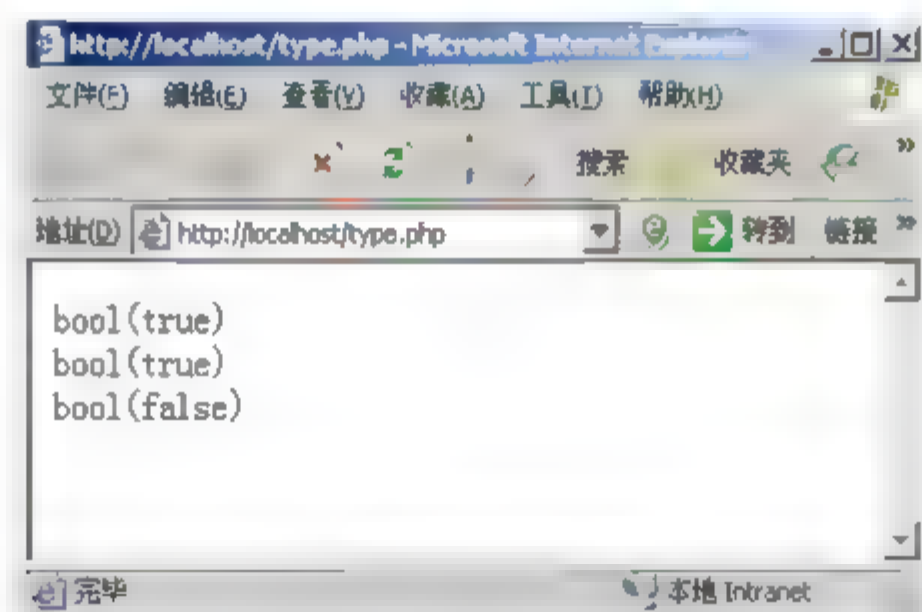 http://localhost/type.php - Microsoft Internet
文件(F) 编辑(E) 查看(V) 收藏(A) 工具(T) 帮助(H)
搜索 收藏夹 »
地址(D) http://localhost/type.php 转到 链接 »
bool(true)
bool(true)
bool(false)
完毕 本地 Intranet